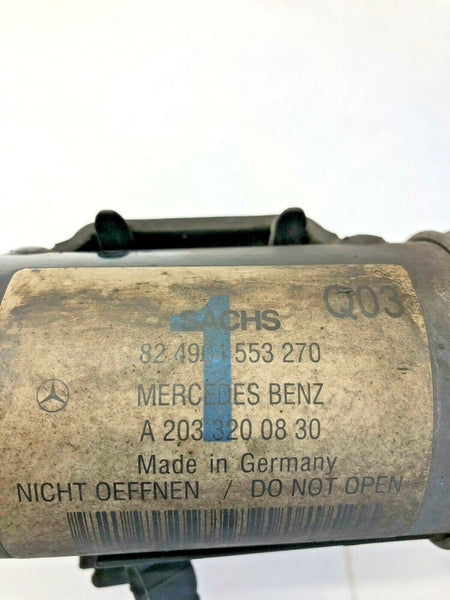 1
Q03
SACHS
553 270
MERCEDES BENZ
A 203 320 08 30
Made in Germany
NICHT OEFFNEN / DO NOT OPEN